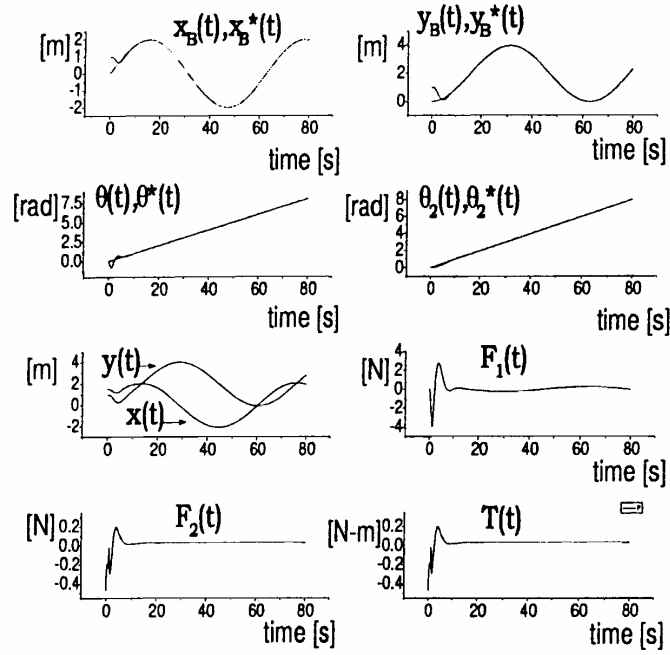 x_B(t),x_B*(t)
[m]
2
1
0
-1
-2
0 20 40 60 80
time [s]
y_B(t),y_B*(t)
[m]
4
2
0
0 20 40 60 80
time [s]
θ(t),θ*(t)
[rad]
7.5
5.0
2.5
0.0
0 20 40 60 80
time [s]
θ_2(t),θ_2*(t)
[rad]
8
6
4
2
0
0 20 40 60 80
time [s]
[m]
y(t)
x(t)
4
2
0
-2
0 20 40 60 80
time [s]
F_1(t)
[N]
4
2
0
-2
-4
0 20 40 60 80
time [s]
F_2(t)
[N]
0.2
0.0
-0.2
-0.4
0 20 40 60 80
time [s]
T(t)
[N-m]
0.2
0.0
-0.2
-0.4
0 20 40 60 80
time [s]